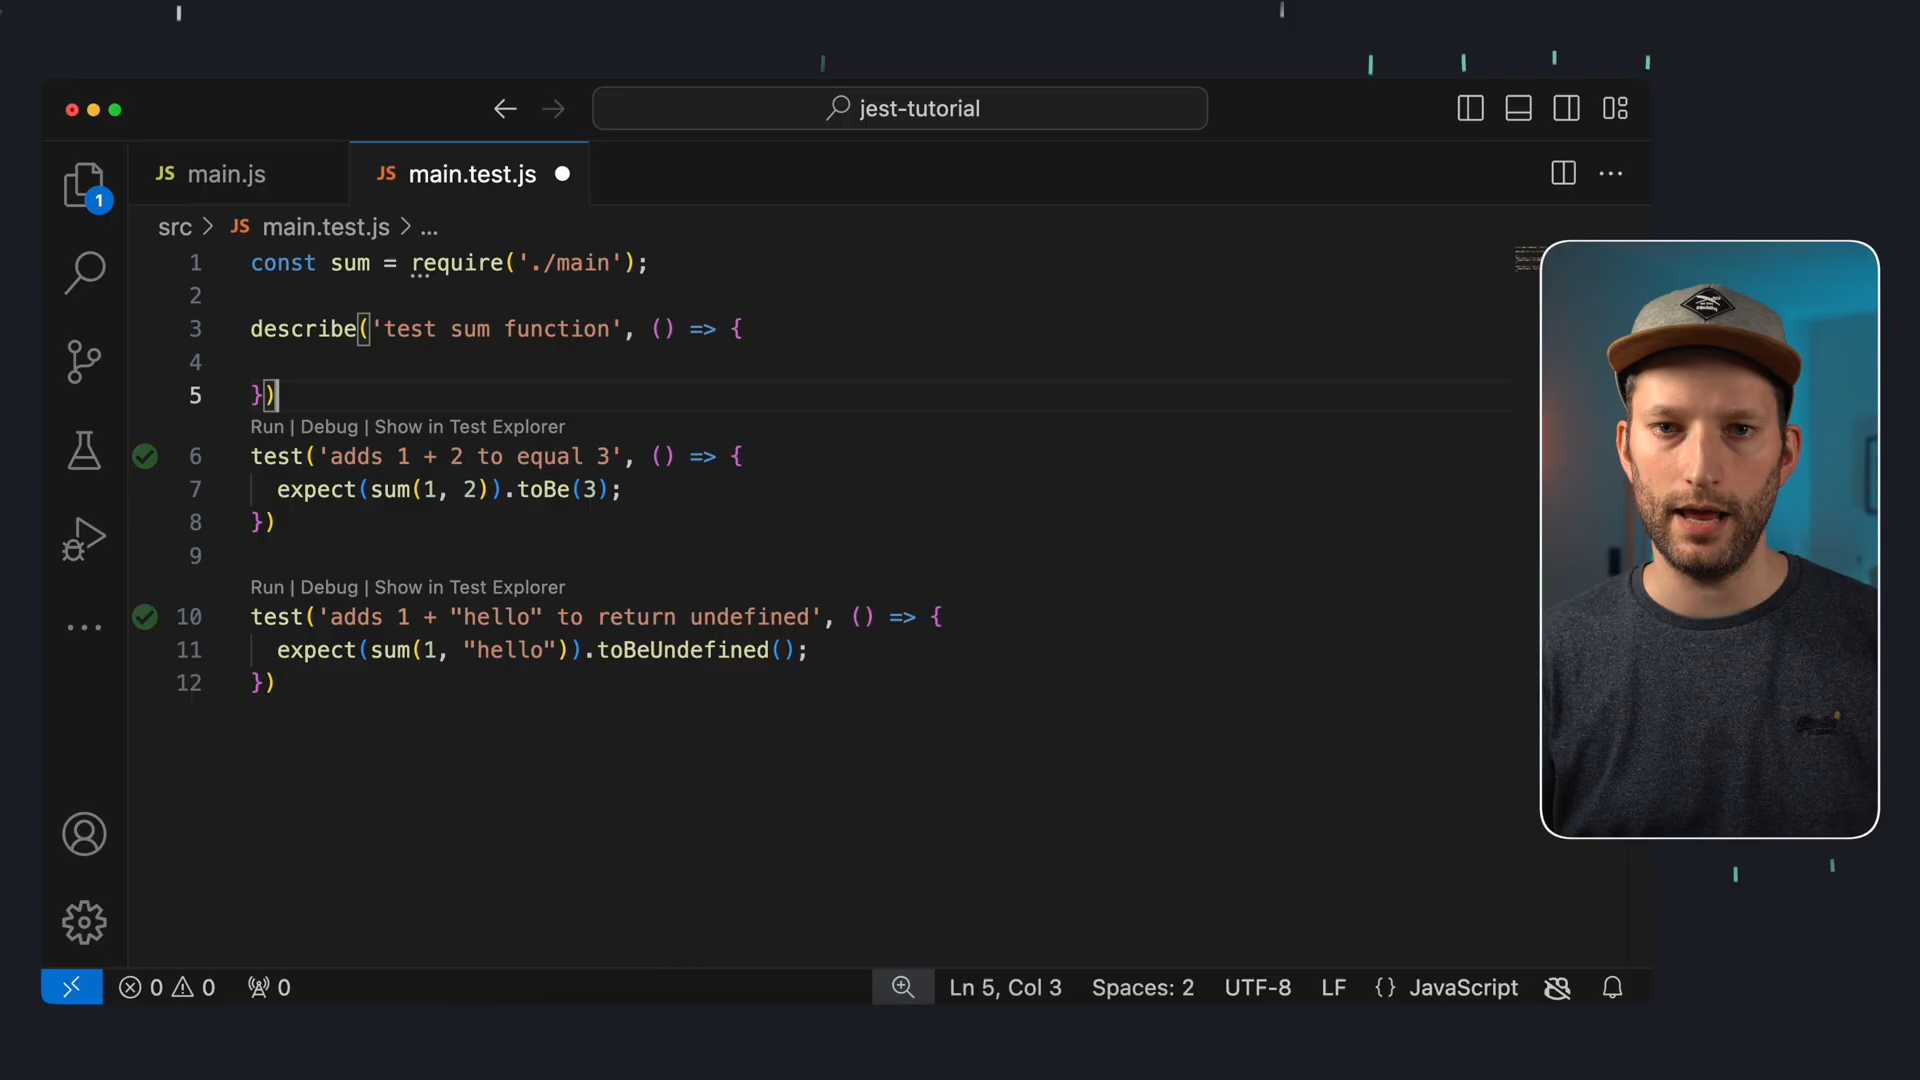 jest-tutorial
JS main.js
JS main.test.js
1
src > JS main.test.js > ...
1 const sum = require('./main');
2
3 describe('test sum function', () => {
4
5 })
Run | Debug | Show in Test Explorer
6 test('adds 1 + 2 to equal 3', () => {
7 expect(sum(1, 2)).toBe(3);
8 })
9
Run | Debug | Show in Test Explorer
10 test('adds 1 + "hello" to return undefined', () => {
11 expect(sum(1, "hello")).toBeUndefined();
12 })
0 0 0 Ln 5, Col 3 Spaces: 2 UTF-8 LF {} JavaScript